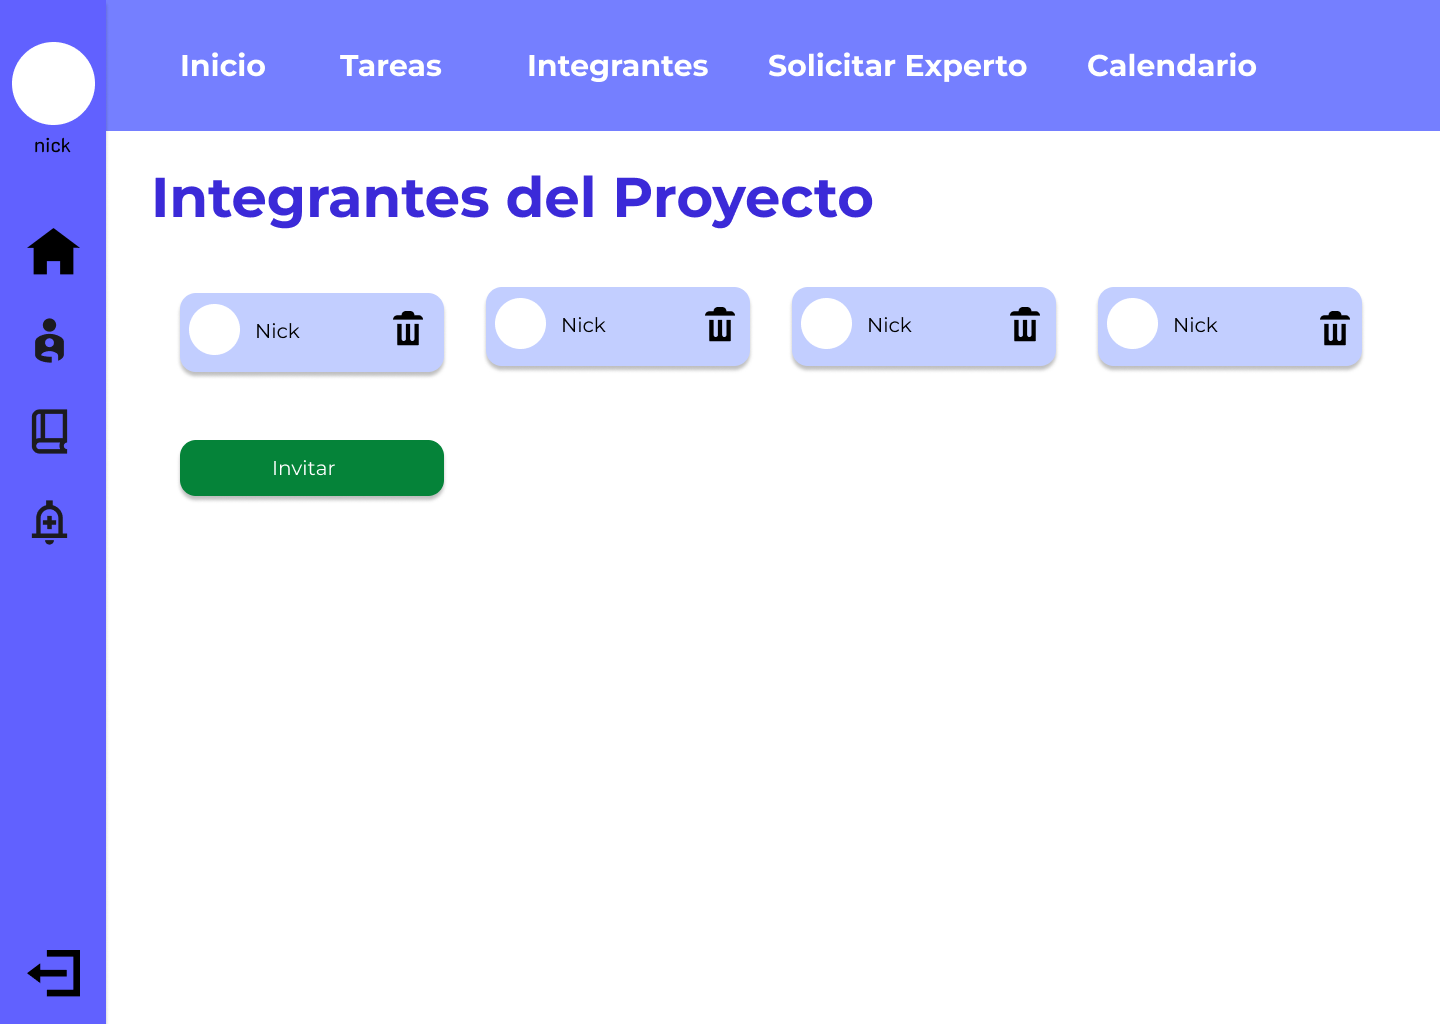 Inicio
Tareas
Integrantes
Solicitar Experto
Calendario
nick
Integrantes del Proyecto
Nick
Nick
Nick
Nick
Invitar